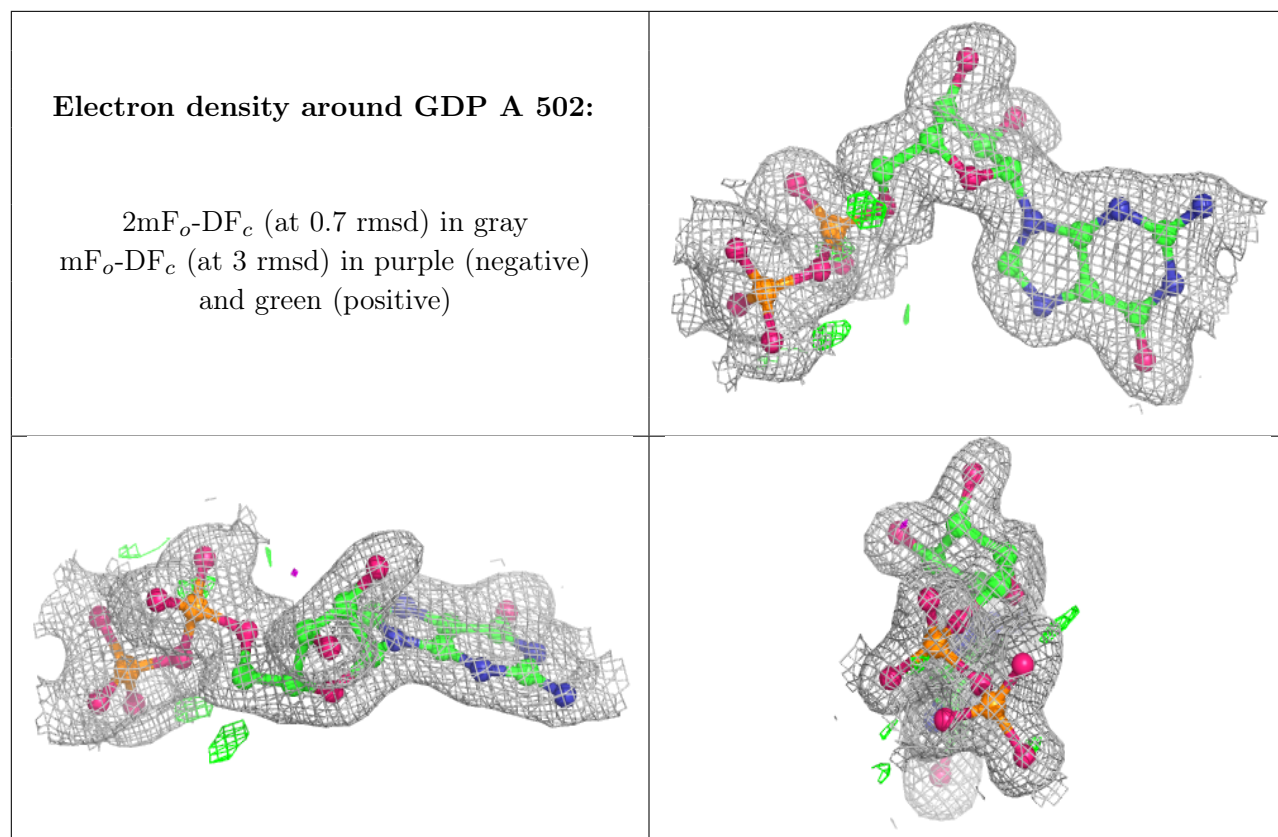 Electron density around GDP A 502:
2mFo-DFc (at 0.7 rmsd) in gray
mFo-DFc (at 3 rmsd) in purple (negative)
and green (positive)